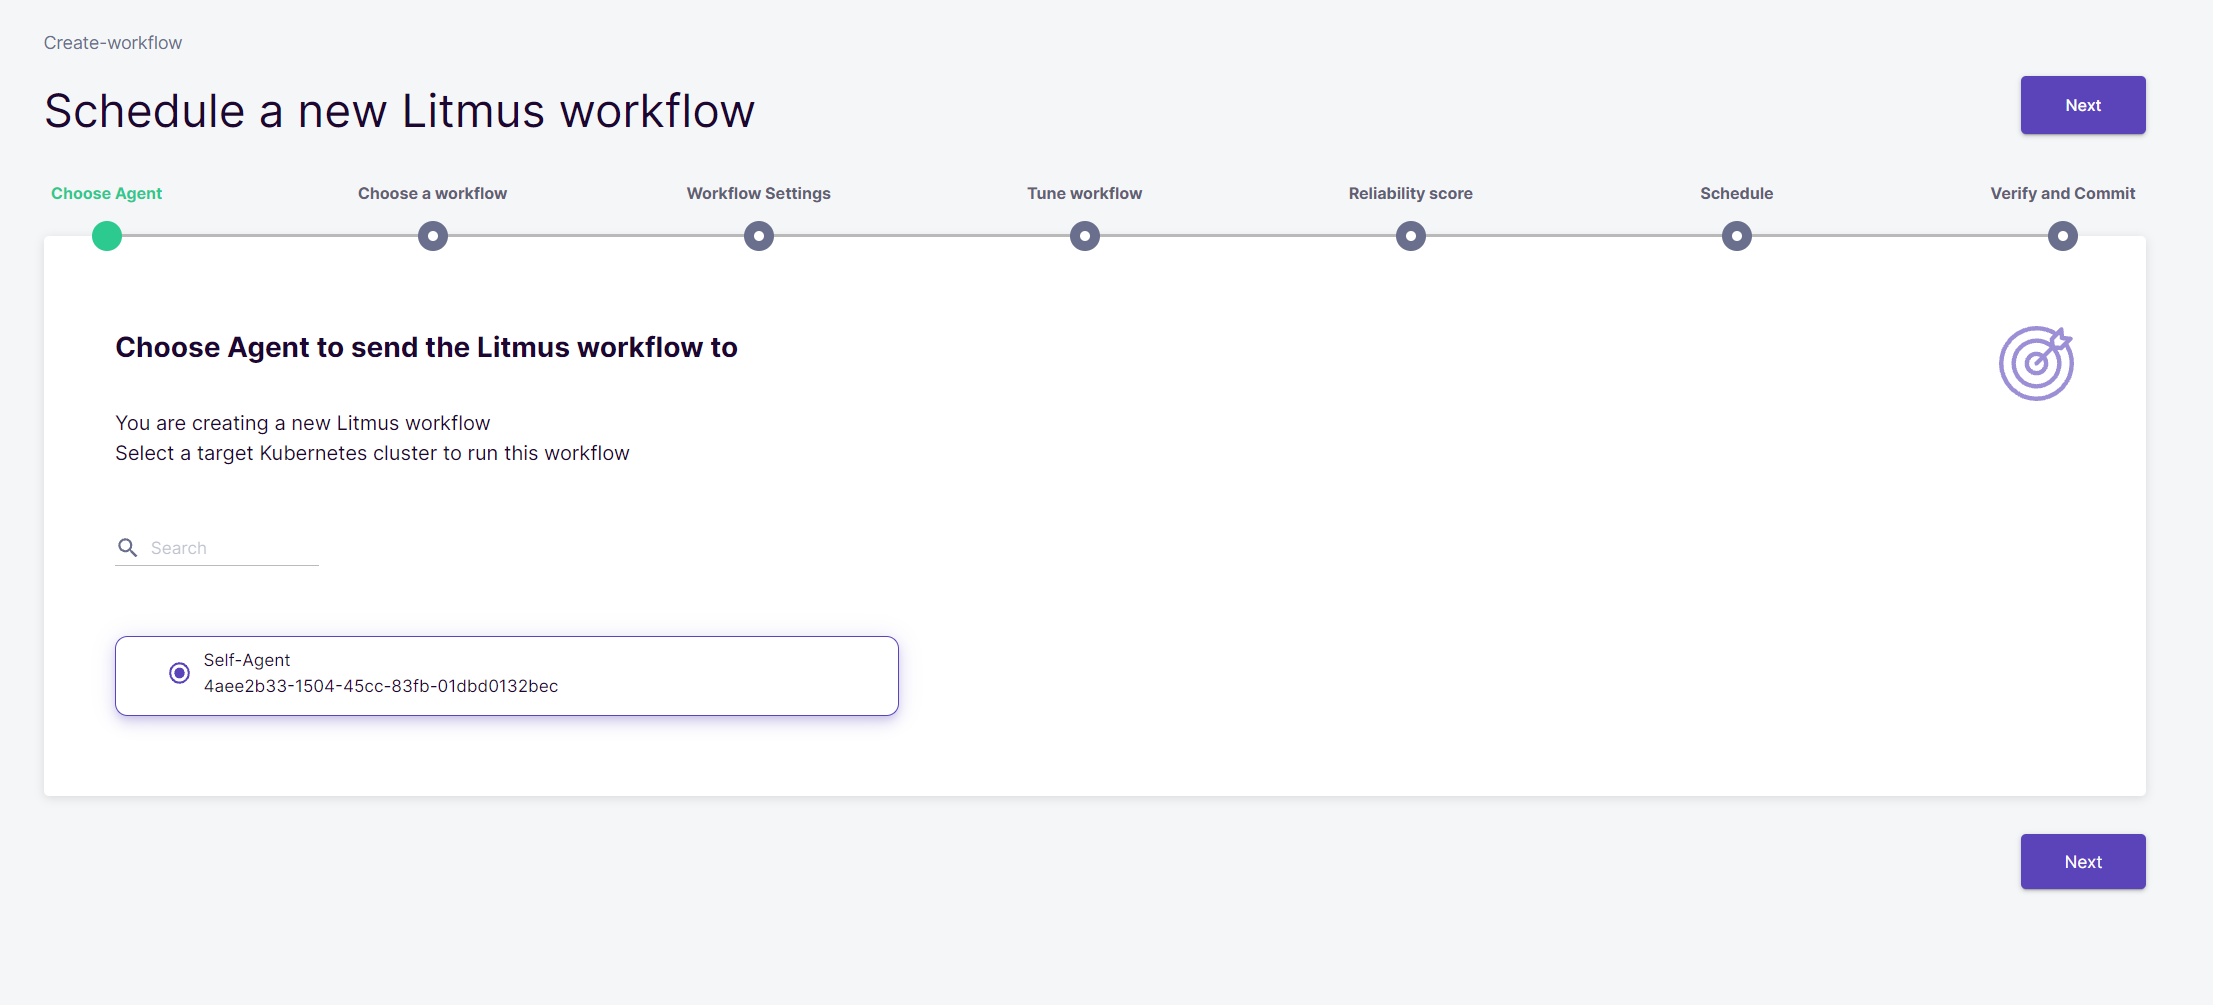 Create-workflow
Schedule a new Litmus workflow
Next
Choose Agent
Choose a workflow
Workflow Settings
Tune workflow
Reliability score
Schedule
Verify and Commit
Choose Agent to send the Litmus workflow to
You are creating a new Litmus workflow
Select a target Kubernetes cluster to run this workflow
Search
Self-Agent
4aee2b33-1504-45cc-83fb-01dbd0132bec
Next